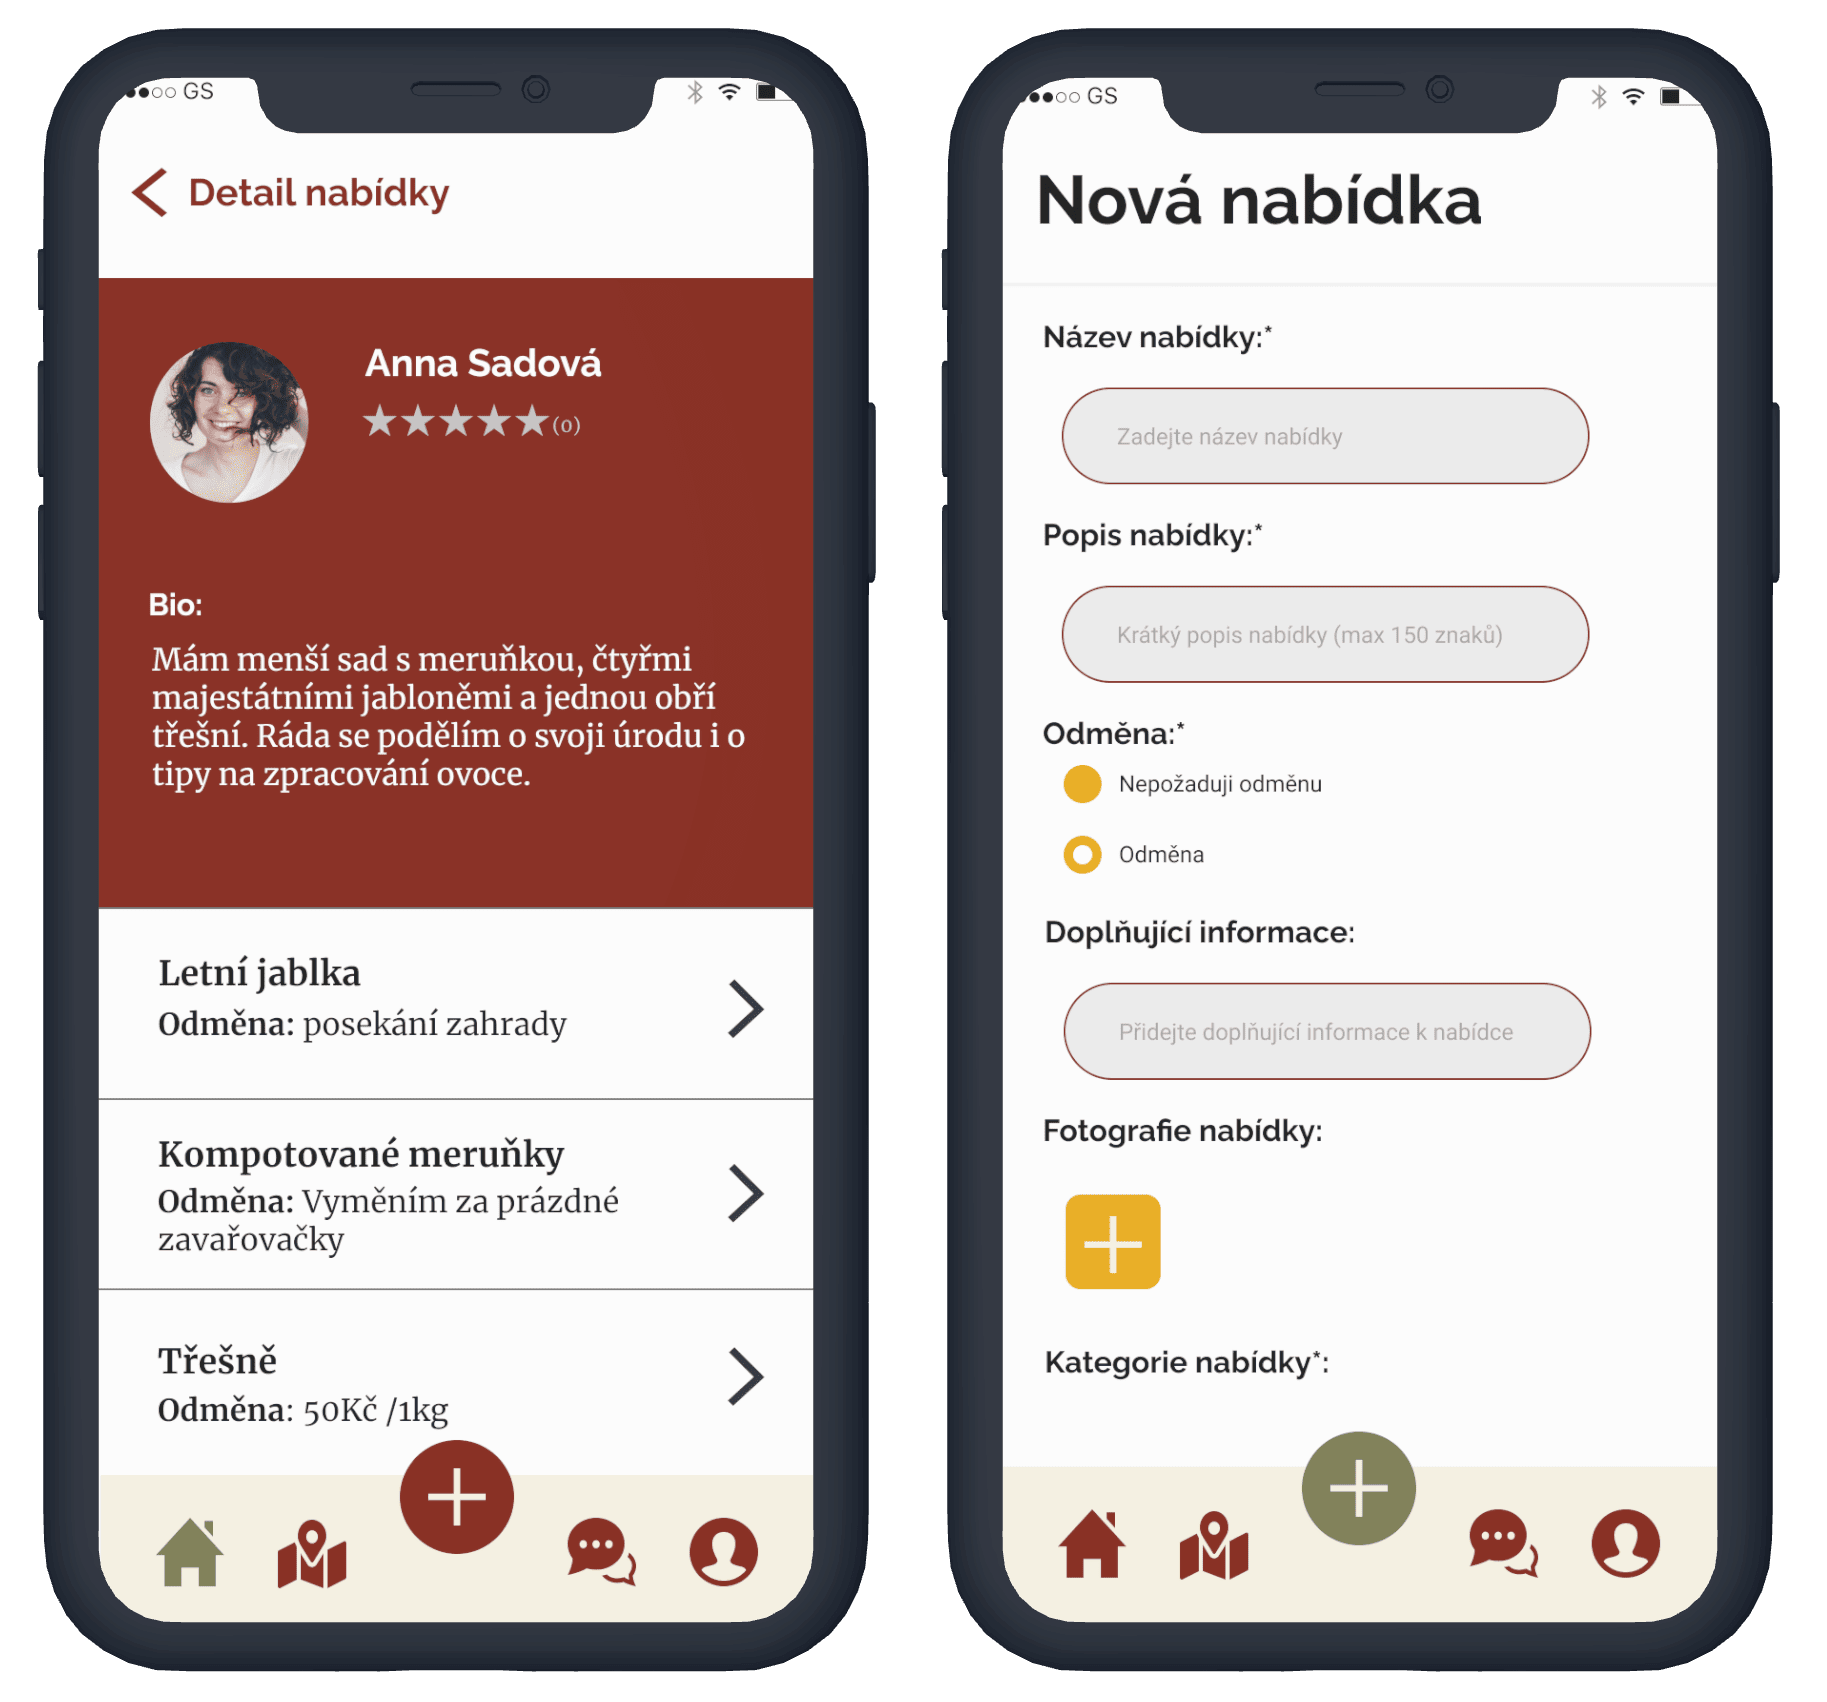 GS
Detail nabídky
Anna Sadová
(0)
Bio:
Mám menší sad s meruňkou, čtyřmi
majestátními jabloněmi a jednou obří
třešní. Ráda se podělím o svoji úrodu i o
tipy na zpracování ovoce.
Letní jablka
Odměna: posekání zahrady
Kompotované meruňky
Odměna: Vyměním za prázdné
zavařovačky
Třešně
Odměna: 50Kč /1kg
GS
Nová nabídka
Název nabídky:*
Zadejte název nabídky
Popis nabídky:*
Krátký popis nabídky (max 150 znaků)
Odměna:*
Nepožaduji odměnu
Odměna
Doplňující informace:
Přidejte doplňující informace k nabídce
Fotografie nabídky:
Kategorie nabídky*: